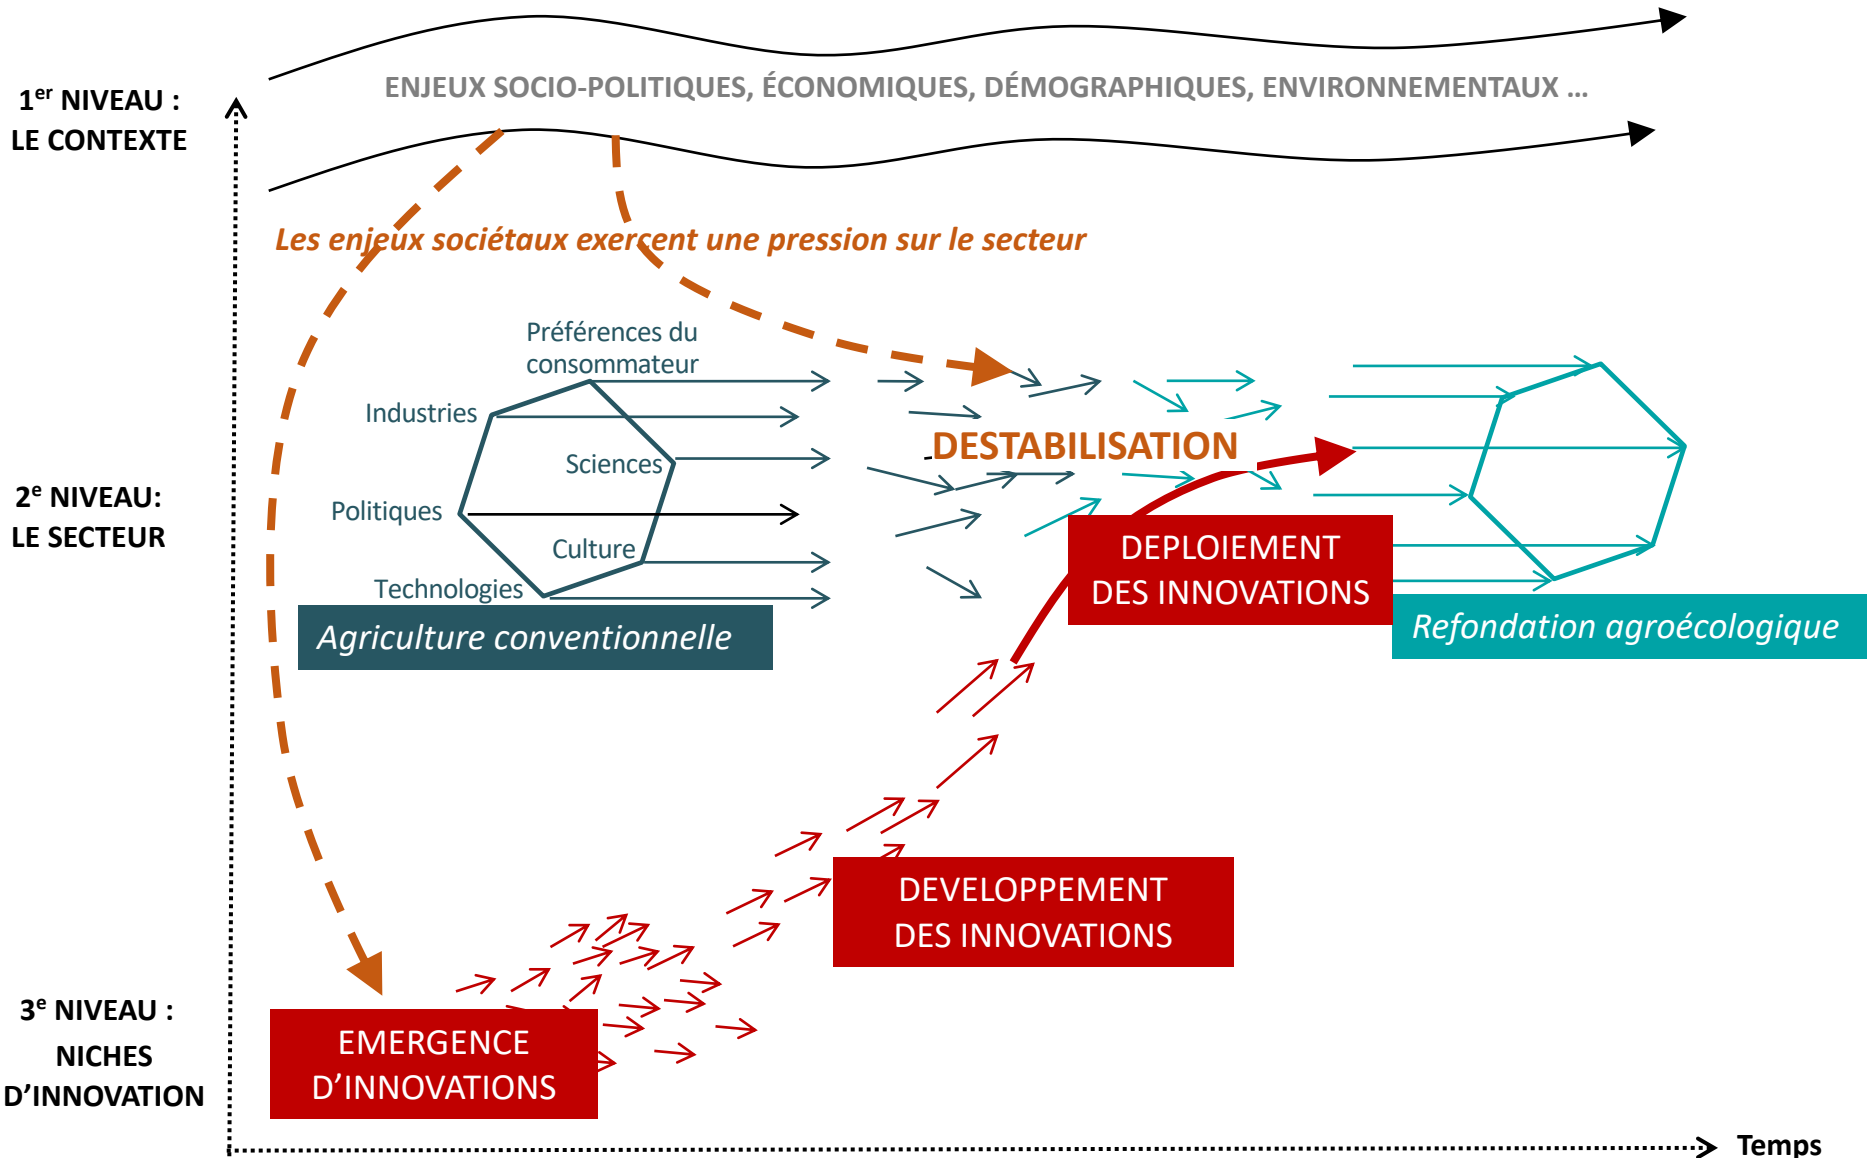 ENJEUX SOCIO-POLITIQUES, ÉCONOMIQUES, DÉMOGRAPHIQUES, ENVIRONNEMENTAUX ...
1er NIVEAU :
LE CONTEXTE
Les enjeux sociétaux exercent une pression sur le secteur
Préférences du
consommateur
Industries
Sciences
Politiques
Culture
Technologies
DESTABILISATION
2e NIVEAU:
LE SECTEUR
Agriculture conventionnelle
DEPLOIEMENT
DES INNOVATIONS
Refondation agroécologique
DEVELOPPEMENT
DES INNOVATIONS
3e NIVEAU :
NICHES
D’INNOVATION
EMERGENCE
D’INNOVATIONS
Temps